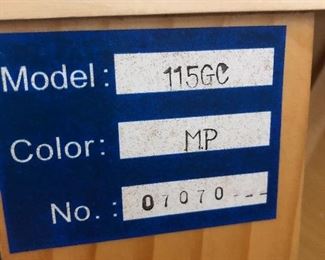 Model: 115GC
Color: MP
No.: 07070---